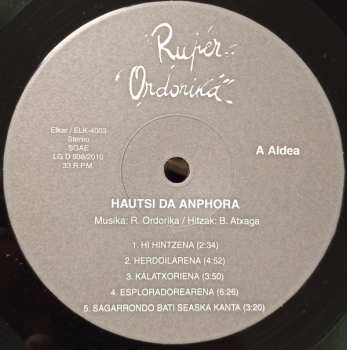 Ruper
Ordorika
Elkar / ELK-4003
Stereo
SGAE
LG D 908/2010
33 R.P.M.
A Aldea
HAUTSI DA ANPHORA
Musika: R. Ordorika / Hitzak: B. Atxaga
1. HI HINTZENA (2:34)
2. HERDOILARENA (4:52)
3. KALATXORIENA (3:50)
4. ESPLORADOREARENA (6:26)
5. SAGARRONDO BATI SEASKA KANTA (3:20)